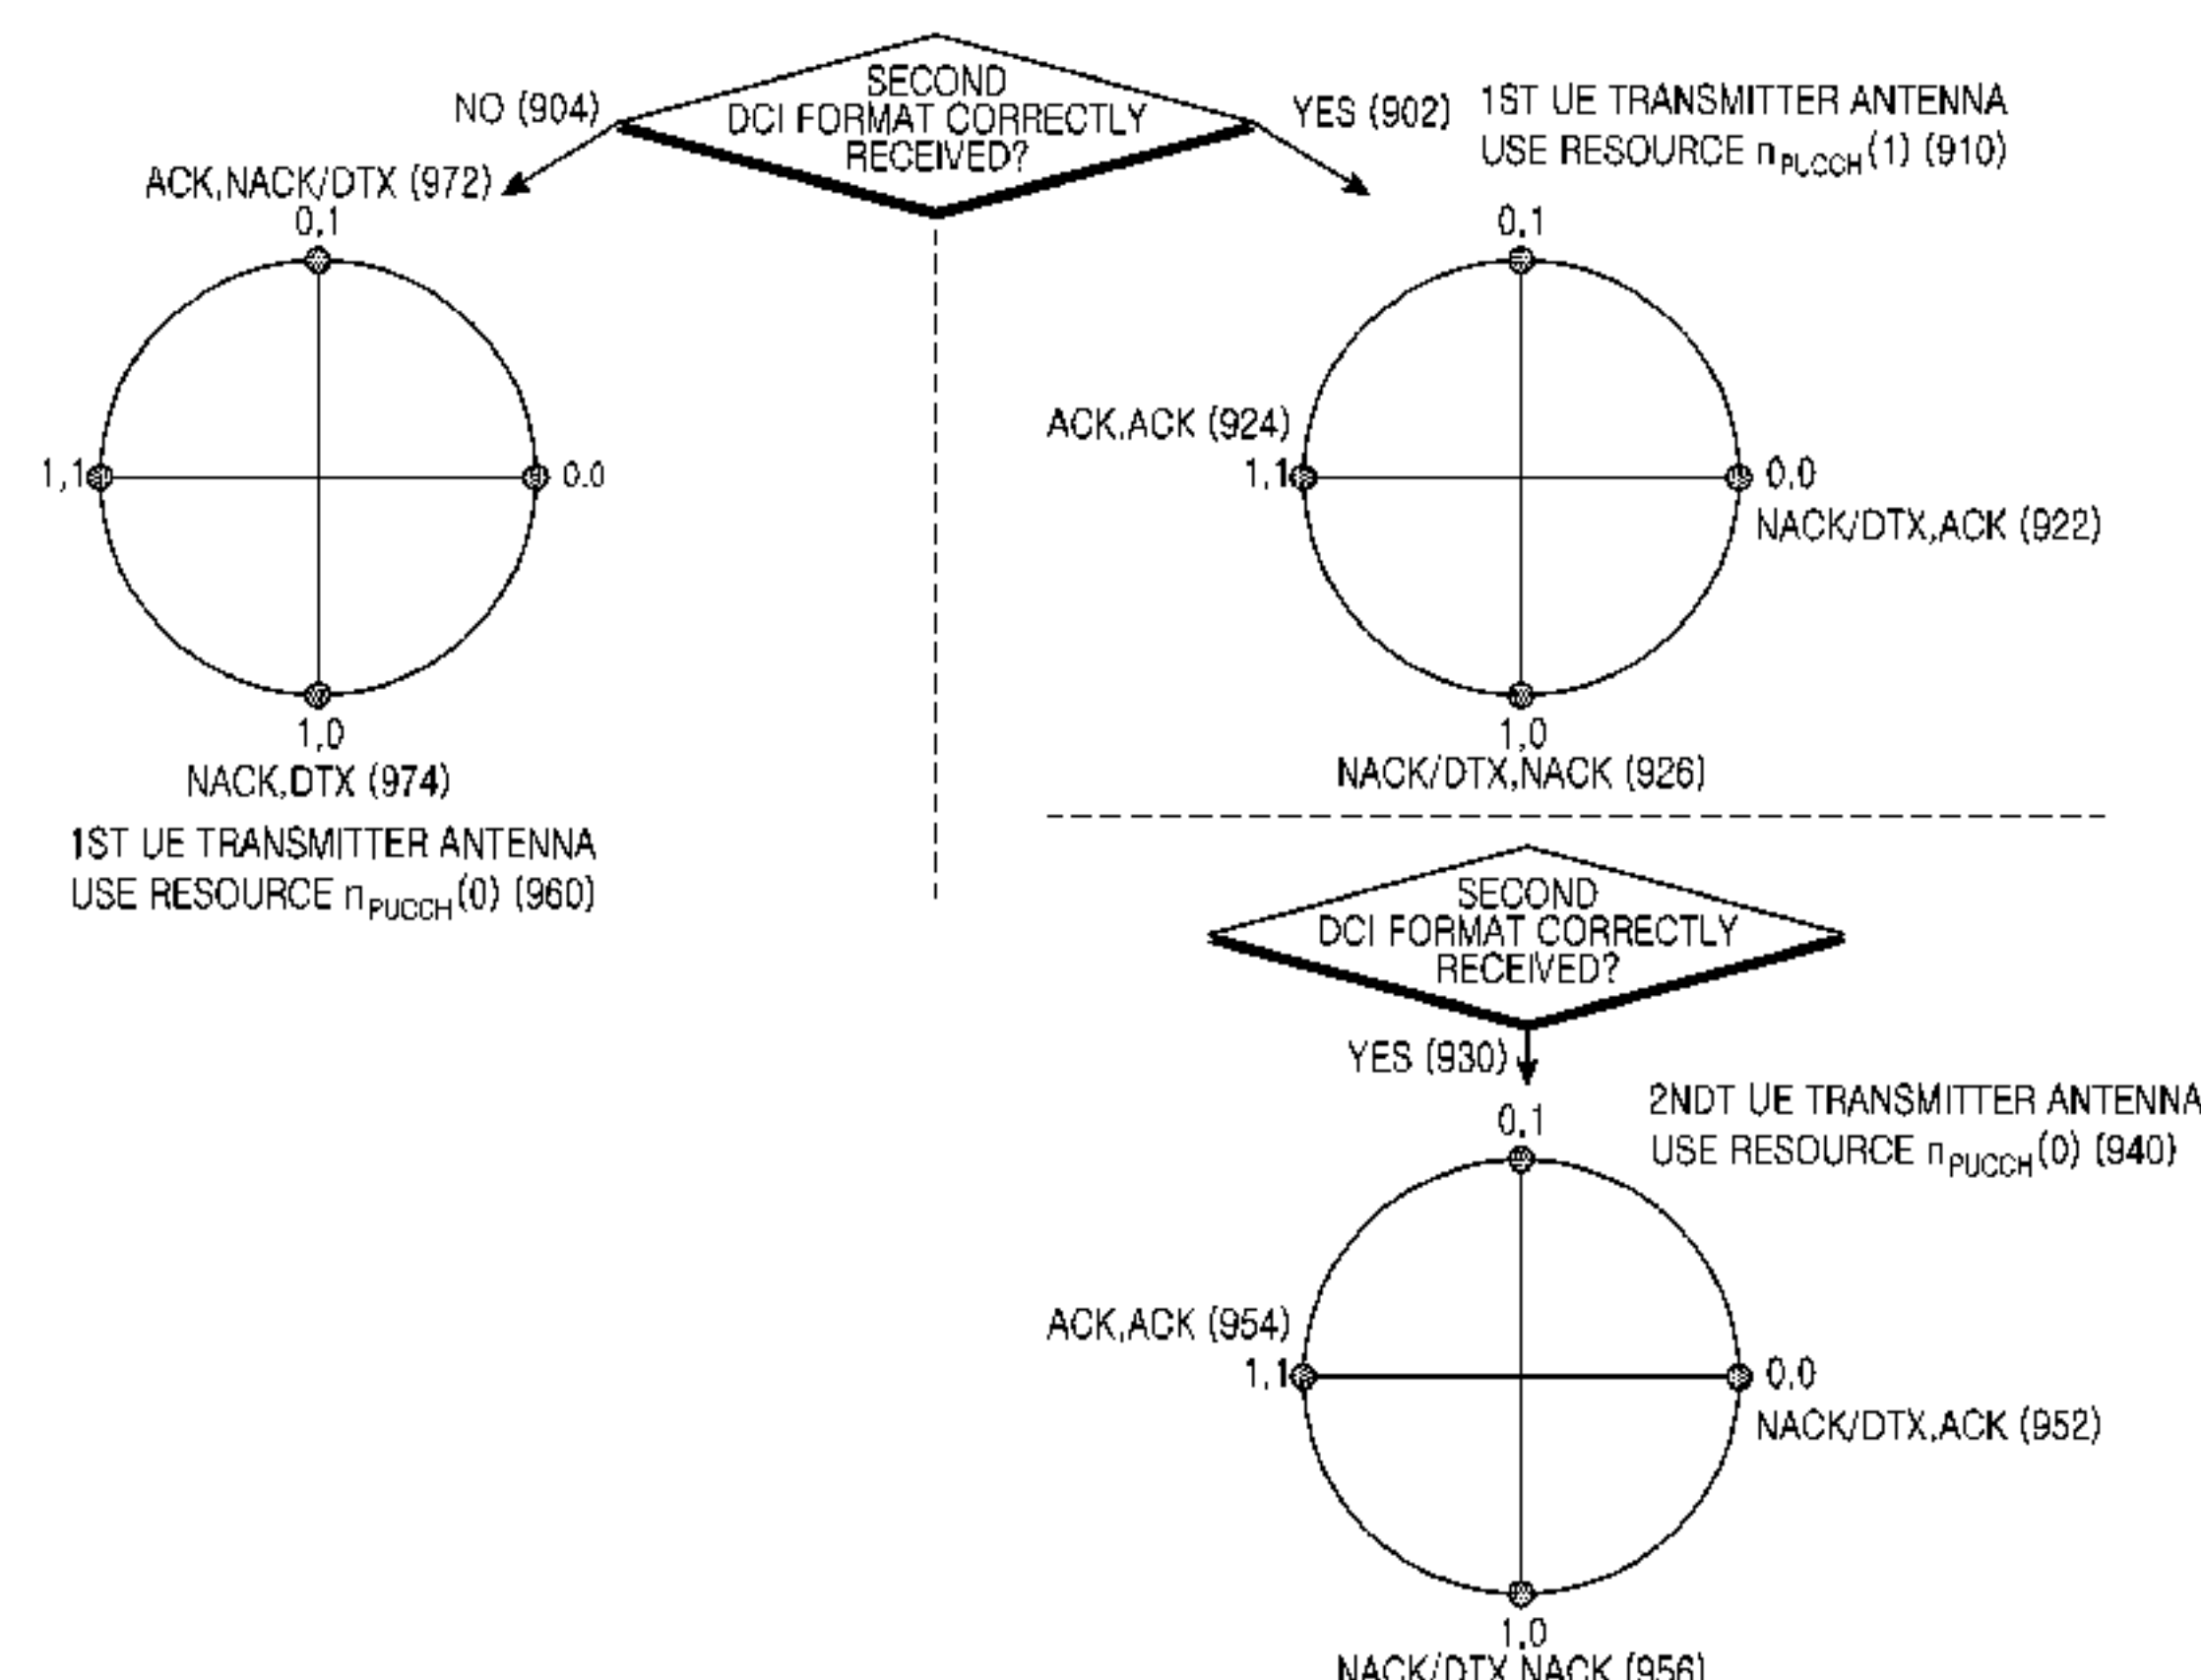 SECOND
DCI FORMAT CORRECTLY
RECEIVED?
NO (904)
YES (902)
1ST UE TRANSMITTER ANTENNA
USE RESOURCE nPUCCH(1) (910)
ACK,NACK/DTX (972)
0,1
1,1
0.0
1,0
NACK,DTX (974)
1ST UE TRANSMITTER ANTENNA
USE RESOURCE nPUCCH(0) (960)
0,1
ACK,ACK (924)
1,1
0,0
NACK/DTX,ACK (922)
1,0
NACK/DTX,NACK (926)
SECOND
DCI FORMAT CORRECTLY
RECEIVED?
YES (930)
2NDT UE TRANSMITTER ANTENNA
USE RESOURCE nPUCCH(0) (940)
0,1
ACK,ACK (954)
1,1
0,0
NACK/DTX,ACK (952)
1,0
NACK/DTX,NACK (956)